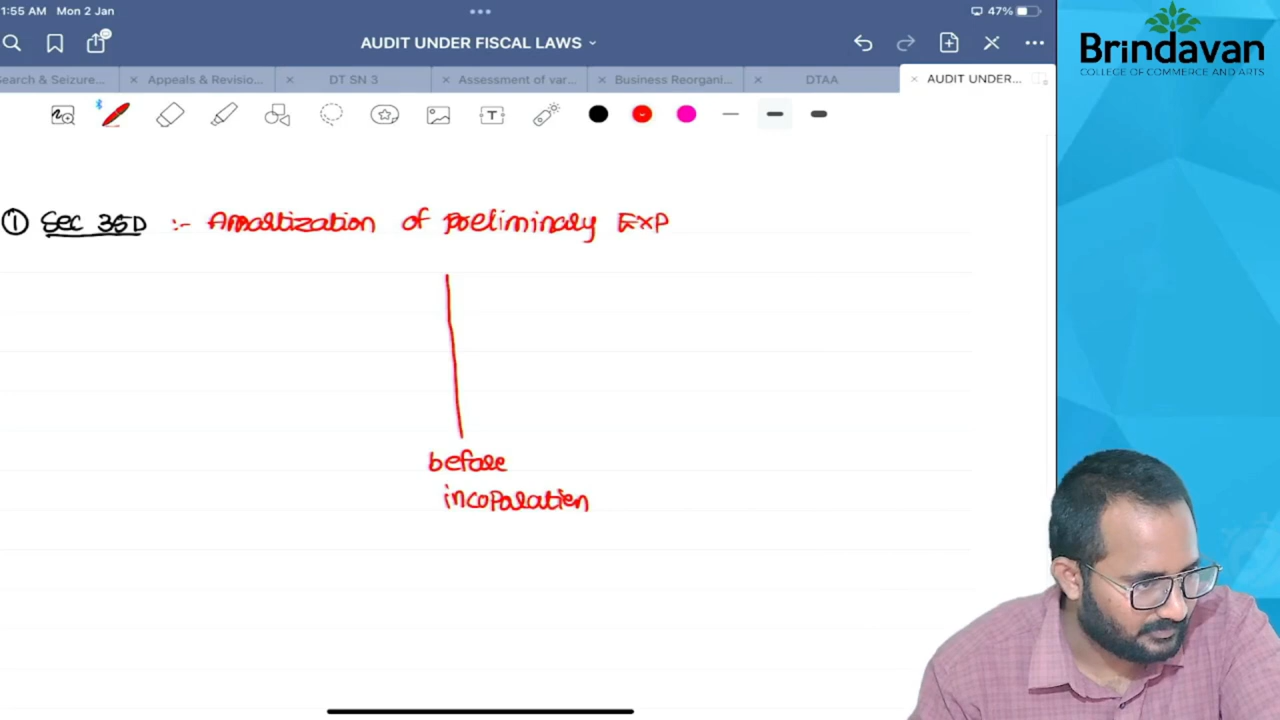 1:55 AM Mon 2 Jan
47%
AUDIT UNDER FISCAL LAWS
Brindavan
COLLEGE OF COMMERCE AND ARTS
earch & Seizure...
Appeals & Revisio...
DT SN 3
Assessment of var...
Business Reorgani...
DTAA
AUDIT UNDER...
T
① Sec 35D :- Amortization of preliminary EXP
before
incoporation